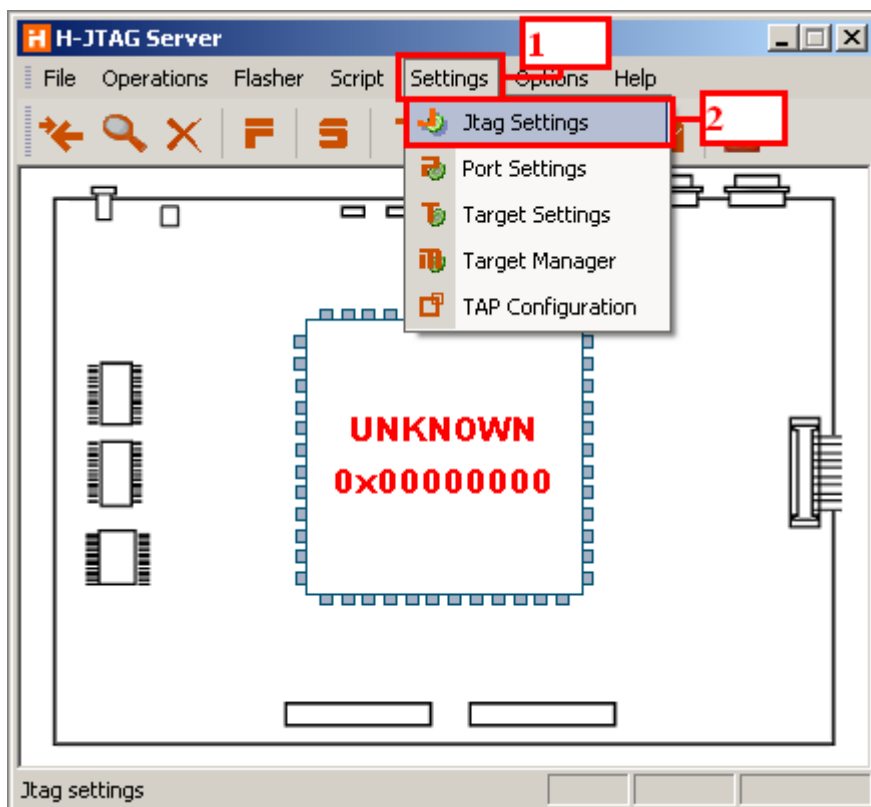 H-JTAG Server
1
File Operations Flasher Script Settings Options Help
F S
Jtag Settings
2
Port Settings
Target Settings
Target Manager
TAP Configuration
UNKNOWN
0x00000000
Jtag settings